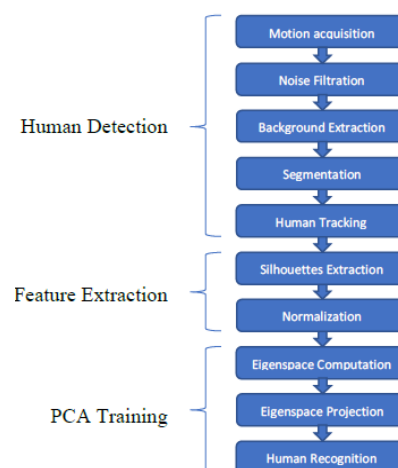 Motion acquisition
Noise Filtration
Background Extraction
Human Detection
Segmentation
Human Tracking
Silhouettes Extraction
Feature Extraction
Normalization
Eigenspace Computation
PCA Training
Eigenspace Projection
Human Recognition